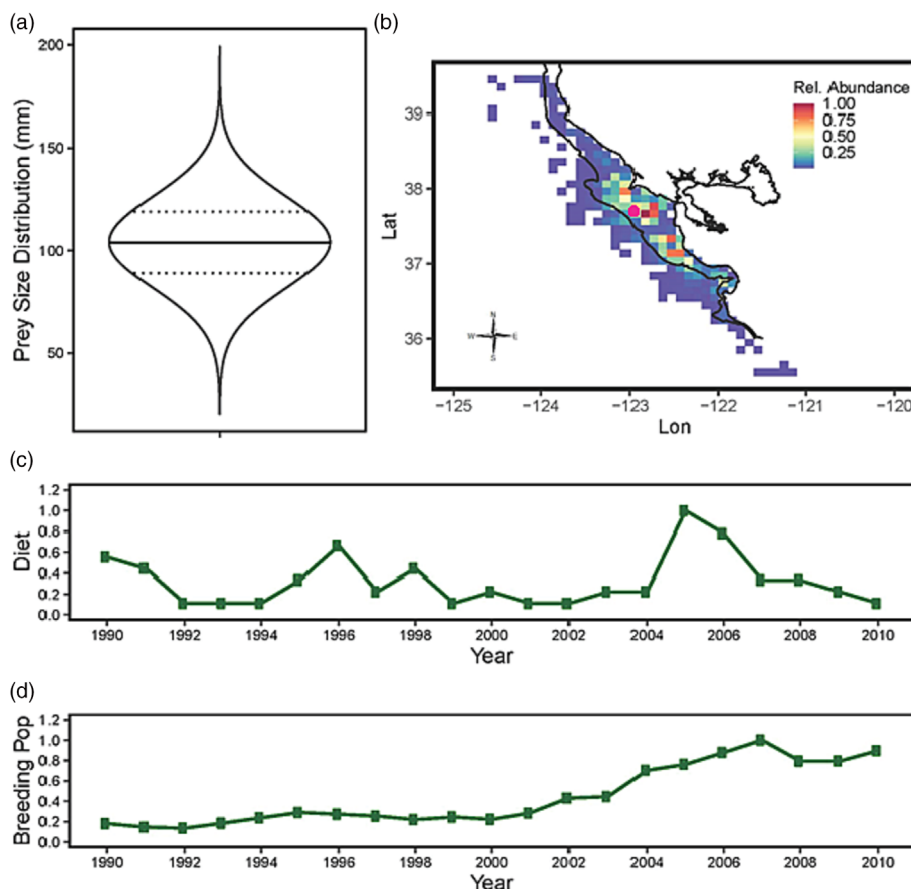 (a)
Prey Size Distribution (mm)
200
150
100
50
(b)
Lat
39
38
37
36
Rel. Abundance
1.00
0.75
0.50
0.25
N
W E
S
−125 −124 −123 −122 −121 −120
Lon
(c)
Diet
1.2
1.0
0.8
0.6
0.4
0.2
0.0
1990 1992 1994 1996 1998 2000 2002 2004 2006 2008 2010
Year
(d)
Breeding Pop
1.2
1.0
0.8
0.6
0.4
0.2
0.0
1990 1992 1994 1996 1998 2000 2002 2004 2006 2008 2010
Year